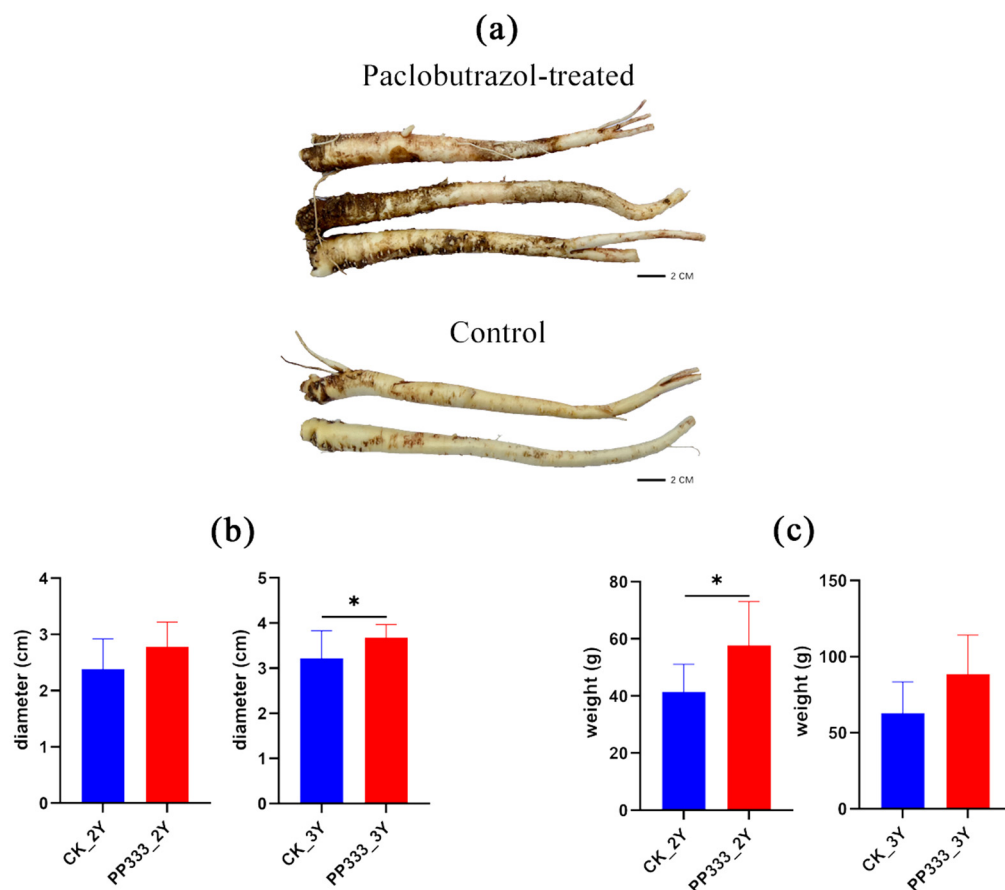 (a)
Paclobutrazol-treated
2 CM
Control
2 CM
(b)
diameter (cm)
4
3
2
1
0
CK_2Y
PP333_2Y
diameter (cm)
5
4
3
2
1
0
*
CK_3Y
PP333_3Y
(c)
weight (g)
80
60
40
20
0
*
CK_2Y
PP333_2Y
weight (g)
150
100
50
0
CK_3Y
PP333_3Y